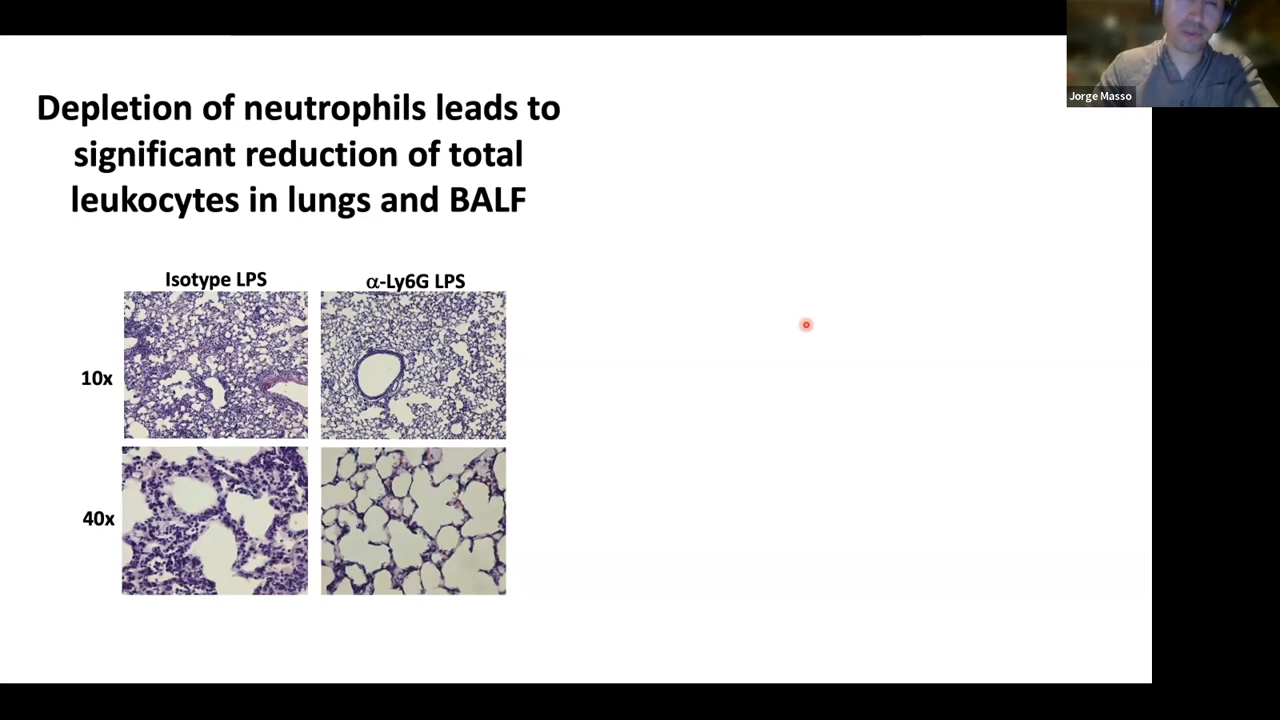 Jorge Masso
Depletion of neutrophils leads to
significant reduction of total
leukocytes in lungs and BALF
Isotype LPS
α-Ly6G LPS
10x
40x